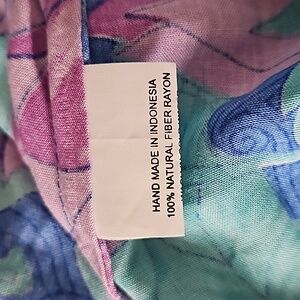 HAND MADE IN INDONESIA
100% NATURAL FIBER RAYON